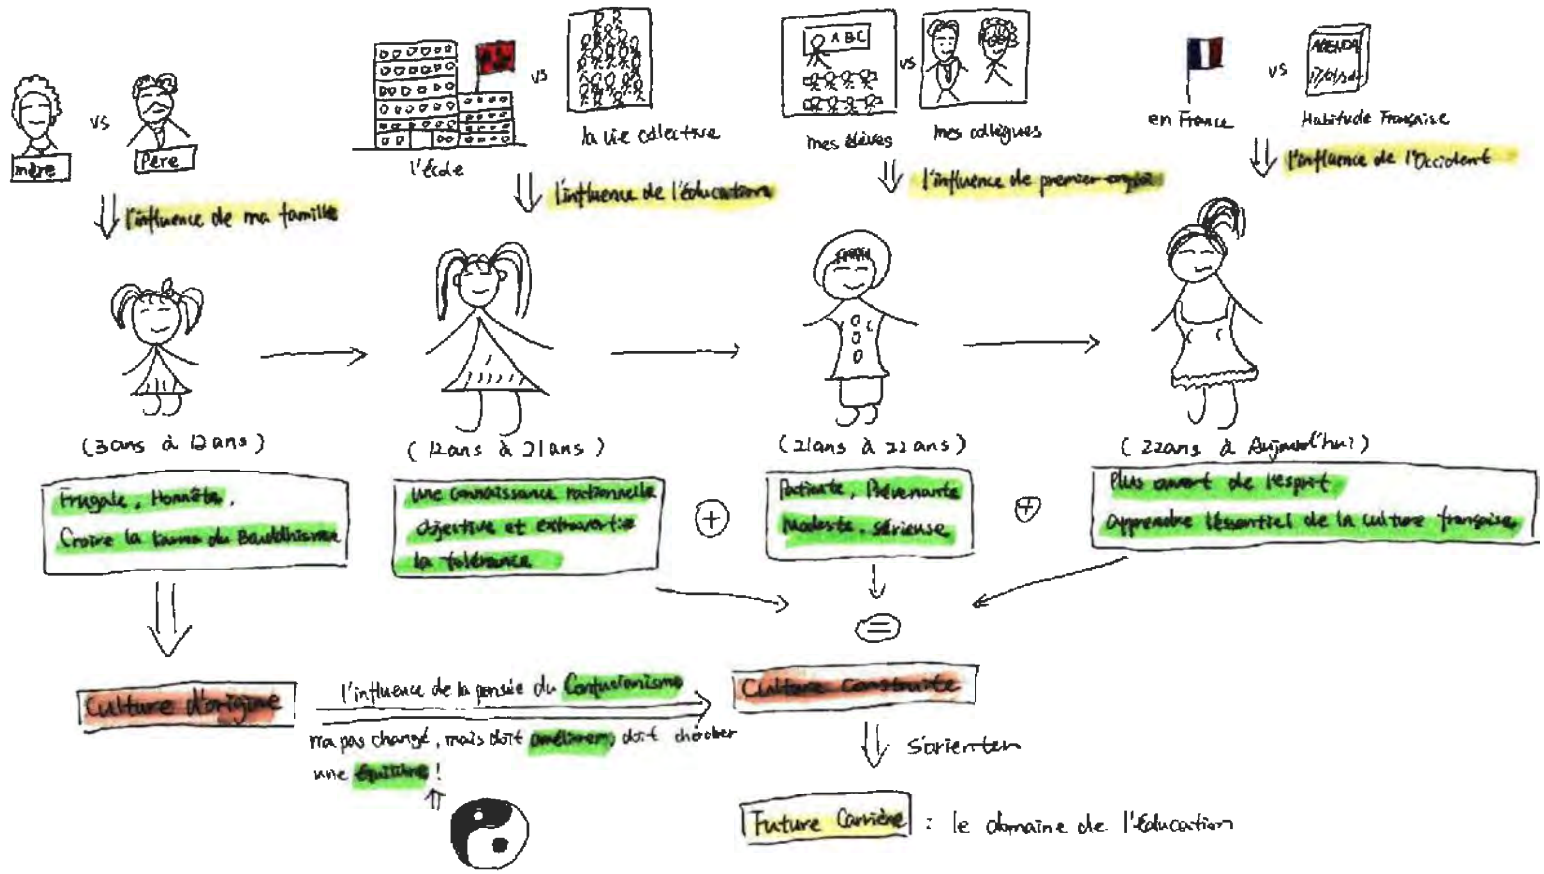 mère
vs
Père
l'influence de ma famille
l'école
vs
la vie collective
l'influence de l'éducation
ABC
vs
mes élèves
mes collègues
l'influence de premier emploi
en France
vs
AGENDA
Habitude Française
l'influence de l'Occident
(3ans à 12ans)
(12ans à 21ans)
(21ans à 22ans)
(22ans à Aujourd'hui)
Frugale, Honnête,
Croire la karma du Bouddhisme
une connaissance rationnelle
objective et extravertie
la tolérance
+
Patiente, Prévenante
Modeste, sérieuse
+
Plus ouvert de l'esprit
apprendre l'éssentiel de la culture française
=
Culture d'origine
l'influence de la pensée du Confucianisme
n'a pas changé, mais doit améliorer, doit chercher
une équilibre !
Culture construite
s'orienter
Future Carrière : le domaine de l'éducation